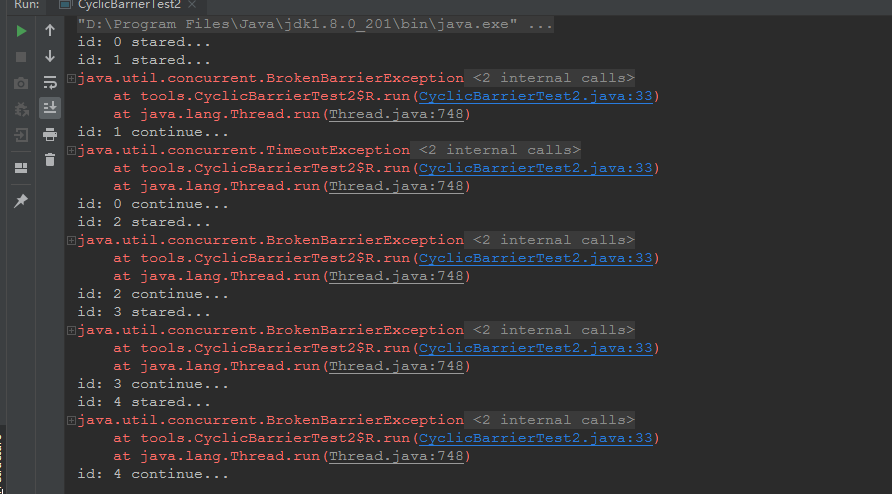 Run: CyclicBarrierTest2 ×
"D:\Program Files\Java\jdk1.8.0_201\bin\java.exe" ...
id: 0 stared...
id: 1 stared...
java.util.concurrent.BrokenBarrierException <2 internal calls>
at tools.CyclicBarrierTest2$R.run(CyclicBarrierTest2.java:33)
at java.lang.Thread.run(Thread.java:748)
id: 1 continue...
java.util.concurrent.TimeoutException <2 internal calls>
at tools.CyclicBarrierTest2$R.run(CyclicBarrierTest2.java:33)
at java.lang.Thread.run(Thread.java:748)
id: 0 continue...
id: 2 stared...
java.util.concurrent.BrokenBarrierException <2 internal calls>
at tools.CyclicBarrierTest2$R.run(CyclicBarrierTest2.java:33)
at java.lang.Thread.run(Thread.java:748)
id: 2 continue...
id: 3 stared...
java.util.concurrent.BrokenBarrierException <2 internal calls>
at tools.CyclicBarrierTest2$R.run(CyclicBarrierTest2.java:33)
at java.lang.Thread.run(Thread.java:748)
id: 3 continue...
id: 4 stared...
java.util.concurrent.BrokenBarrierException <2 internal calls>
at tools.CyclicBarrierTest2$R.run(CyclicBarrierTest2.java:33)
at java.lang.Thread.run(Thread.java:748)
id: 4 continue...